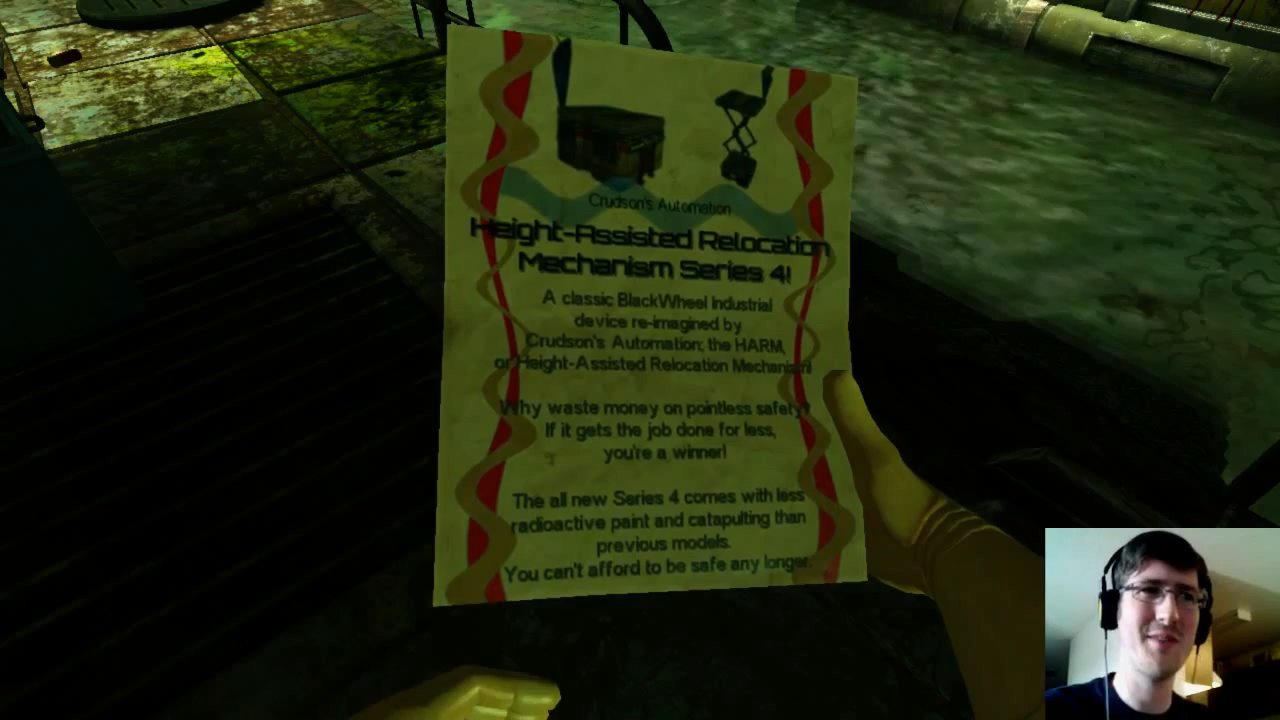 Crudson's Automation
Height-Assisted Relocation
Mechanism Series 4!
A classic BlackWheel Industrial
device re-imagined by
Crudson's Automation; the HARM,
or Height-Assisted Relocation Mechanism!
Why waste money on pointless safety?
If it gets the job done for less,
you're a winner!
The all new Series 4 comes with less
radioactive paint and catapulting than
previous models.
You can't afford to be safe any longer.